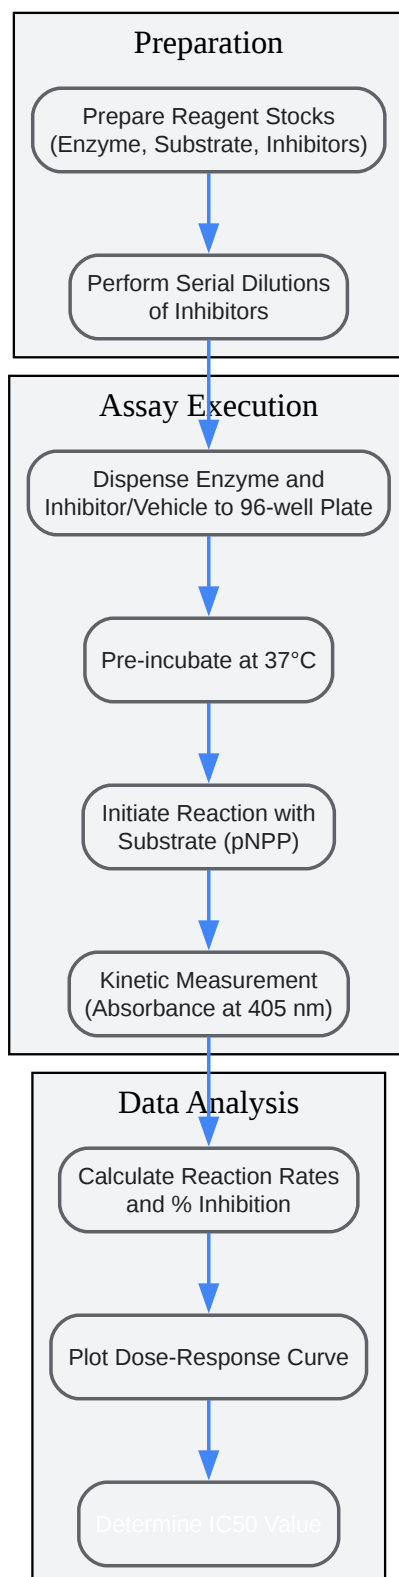 Preparation
Prepare Reagent Stocks
(Enzyme, Substrate, Inhibitors)
Perform Serial Dilutions
of Inhibitors
Assay Execution
Dispense Enzyme and
Inhibitor/Vehicle to 96-well Plate
Pre-incubate at 37°C
Initiate Reaction with
Substrate (pNPP)
Kinetic Measurement
(Absorbance at 405 nm)
Data Analysis
Calculate Reaction Rates
and % Inhibition
Plot Dose-Response Curve
Determine IC50 Value